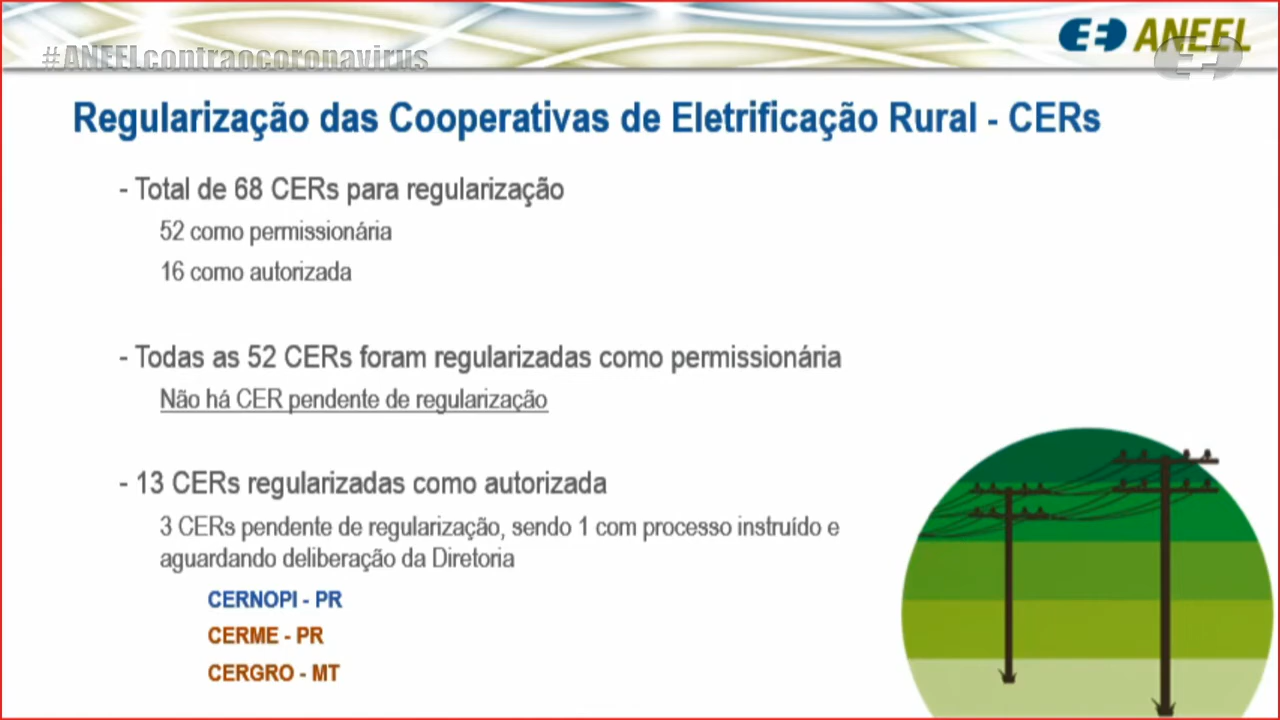 #ANEELcontraocoronavirus
ANEEL
Regularização das Cooperativas de Eletrificação Rural - CERs
- Total de 68 CERs para regularização
52 como permissionária
16 como autorizada
- Todas as 52 CERs foram regularizadas como permissionária
Não há CER pendente de regularização
- 13 CERs regularizadas como autorizada
3 CERs pendente de regularização, sendo 1 com processo instruído e
aguardando deliberação da Diretoria
CERNOPI - PR
CERME - PR
CERGRO - MT